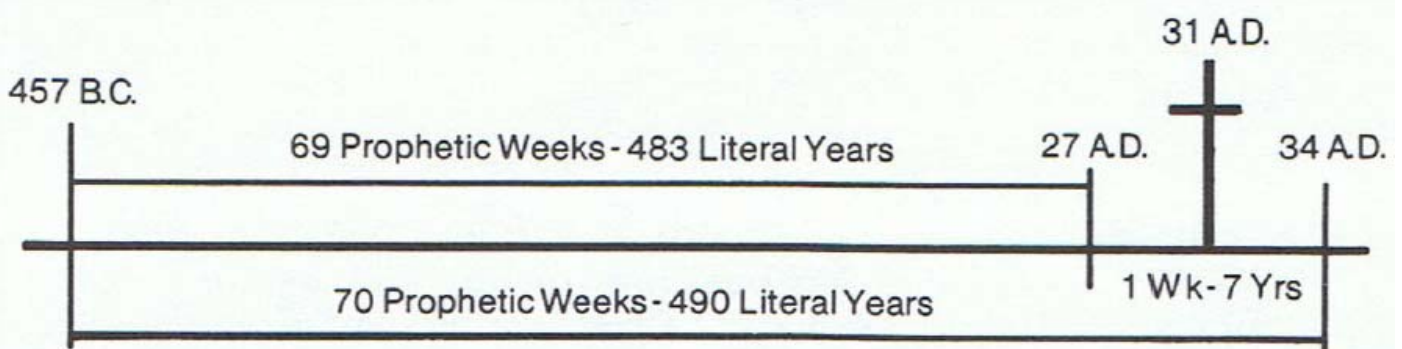 31 A.D.
457 B.C.
69 Prophetic Weeks - 483 Literal Years
27 A.D.
34 A.D.
1 Wk - 7 Yrs
70 Prophetic Weeks - 490 Literal Years